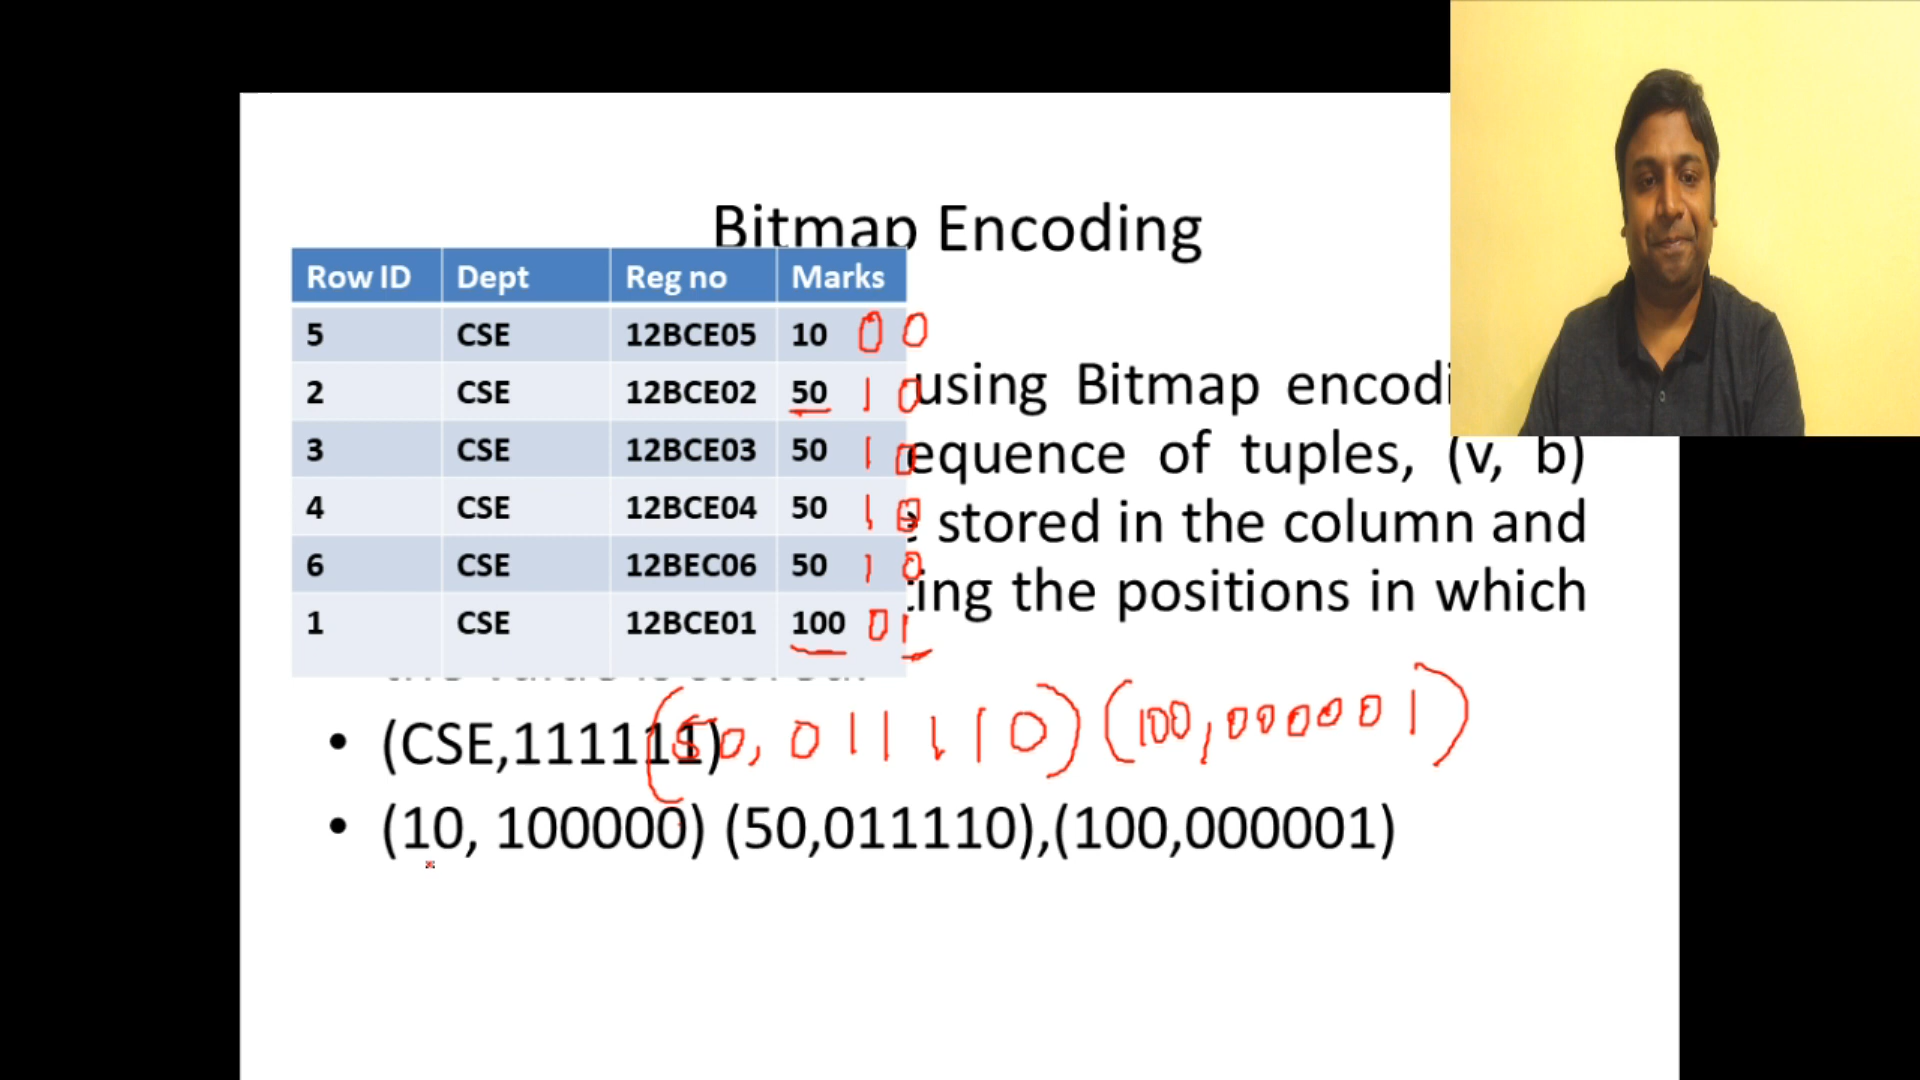 Bitmap Encoding
Row ID Dept Reg no Marks
5 CSE 12BCE05 10 0 0
2 CSE 12BCE02 50 1 0
3 CSE 12BCE03 50 1 0
4 CSE 12BCE04 50 1 0
6 CSE 12BEC06 50 1 0
1 CSE 12BCE01 100 0 1
using Bitmap
of tuples, (v, b)
stored in the column and
the positions in which
(50, 011110) (100,000001)
• (CSE,111111)
• (10, 100000) (50,011110),(100,000001)